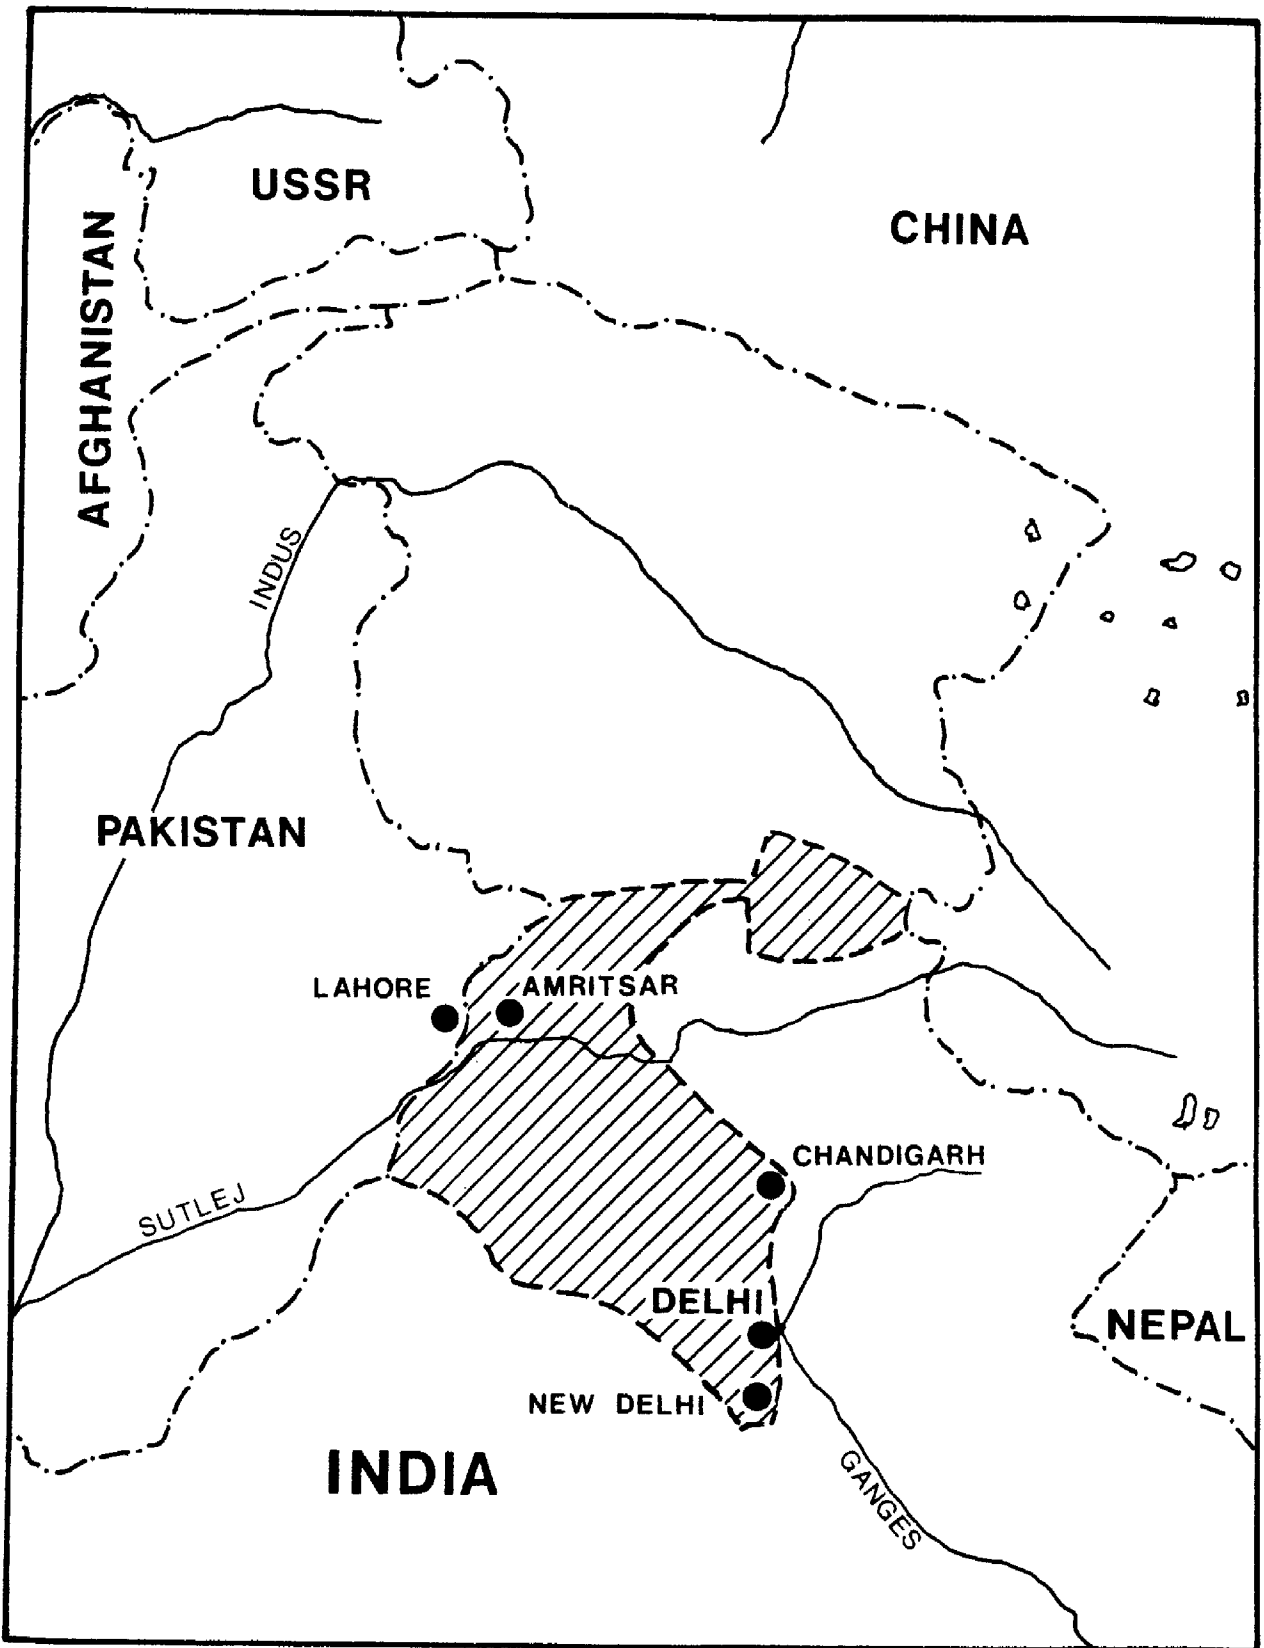 USSR
CHINA
AFGHANISTAN
INDUS
PAKISTAN
LAHORE
AMRITSAR
CHANDIGARH
SUTLEJ
DELHI
NEPAL
NEW DELHI
INDIA
GANGES